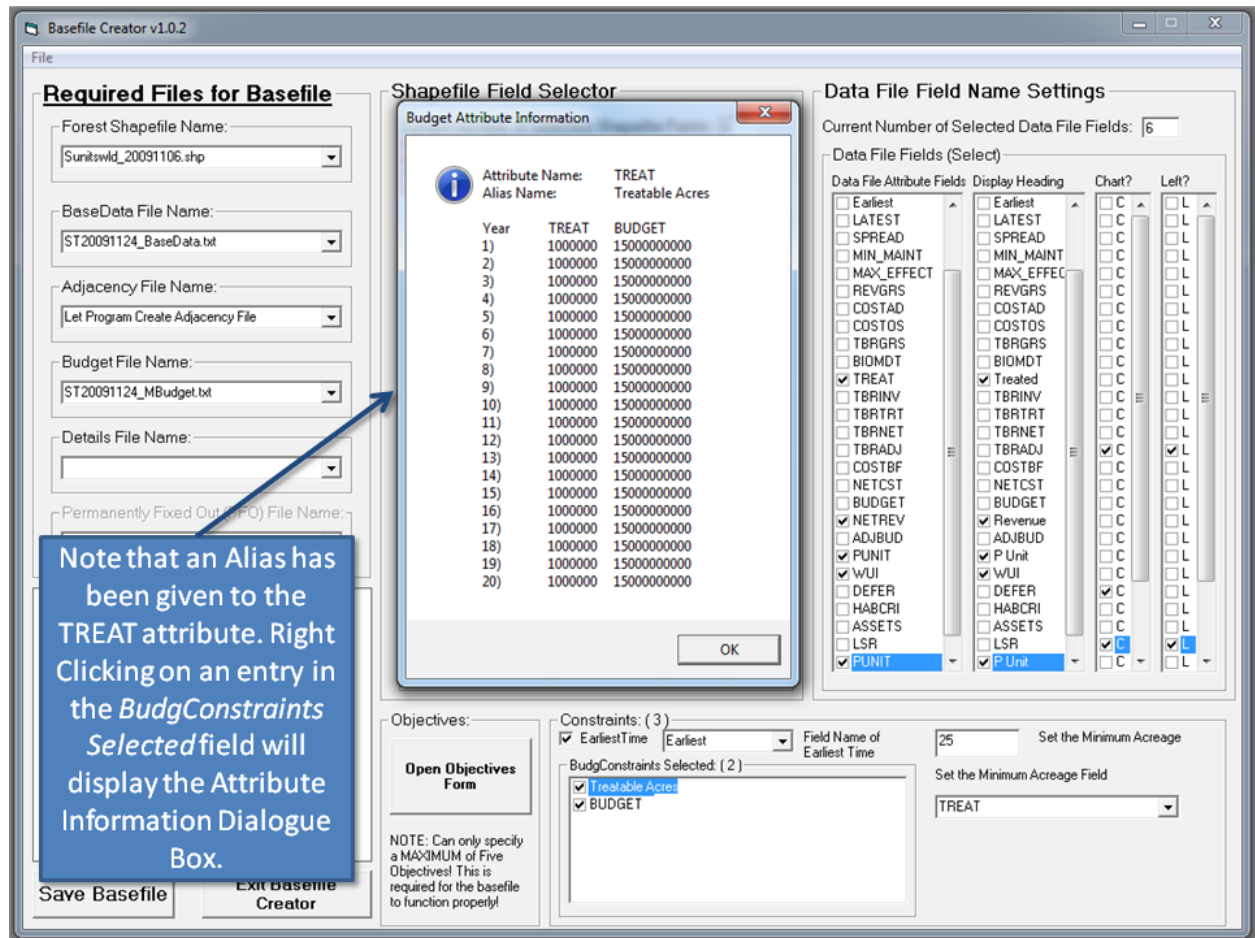 Basefile Creator v1.0.2
File
Required Files for Basefile
Forest Shapefile Name:
Sunitswld_20091106.shp
BaseData File Name:
ST20091124_BaseData.txt
Adjacency File Name:
Let Program Create Adjacency File
Budget File Name:
ST20091124_MBudget.txt
Details File Name:
Permanently Fixed Out (PFO) File Name:
Note that an Alias has
been given to the
TREAT attribute. Right
Clicking on an entry in
the BudgConstraints
Selected field will
display the Attribute
Information Dialogue
Box.
Save Basefile
Exit Basefile
Creator
Shapefile Field Selector
Budget Attribute Information
Attribute Name: TREAT
Alias Name: Treatable Acres
Year TREAT BUDGET
1) 1000000 15000000000
2) 1000000 15000000000
3) 1000000 15000000000
4) 1000000 15000000000
5) 1000000 15000000000
6) 1000000 15000000000
7) 1000000 15000000000
8) 1000000 15000000000
9) 1000000 15000000000
10) 1000000 15000000000
11) 1000000 15000000000
12) 1000000 15000000000
13) 1000000 15000000000
14) 1000000 15000000000
15) 1000000 15000000000
16) 1000000 15000000000
17) 1000000 15000000000
18) 1000000 15000000000
19) 1000000 15000000000
20) 1000000 15000000000
OK
Data File Field Name Settings
Current Number of Selected Data File Fields: 6
Data File Fields (Select)
Data File Attribute Fields Display Heading Chart? Left?
Earliest Earliest C L
LATEST LATEST C L
SPREAD SPREAD C L
MIN_MAINT MIN_MAINT C L
MAX_EFFECT MAX_EFFEC C L
REVGRS REVGRS C L
COSTAD COSTAD C L
COSTOS COSTOS C L
TBRGRS TBRGRS C L
BIOMDT BIOMDT C L
TREAT Treated C L
TBRINV TBRINV C L
TBRTRT TBRTRT C L
TBRNET TBRNET C L
TBRADJ TBRADJ C L
COSTBF COSTBF C L
NETCST NETCST C L
BUDGET BUDGET C L
NETREV Revenue C L
ADJBUD ADJBUD C L
PUNIT P Unit C L
WUI WUI C L
DEFER DEFER C L
HABCRI HABCRI C L
ASSETS ASSETS C L
LSR LSR C L
PUNIT P Unit C L
Objectives:
Open Objectives
Form
NOTE: Can only specify
a MAXIMUM of Five
Objectives! This is
required for the basefile
to function properly!
Constraints: ( 3 )
EarliestTime Earliest Field Name of
Earliest Time
BudgConstraints Selected: ( 2 )
Treatable Acres
BUDGET
25 Set the Minimum Acreage
Set the Minimum Acreage Field
TREAT